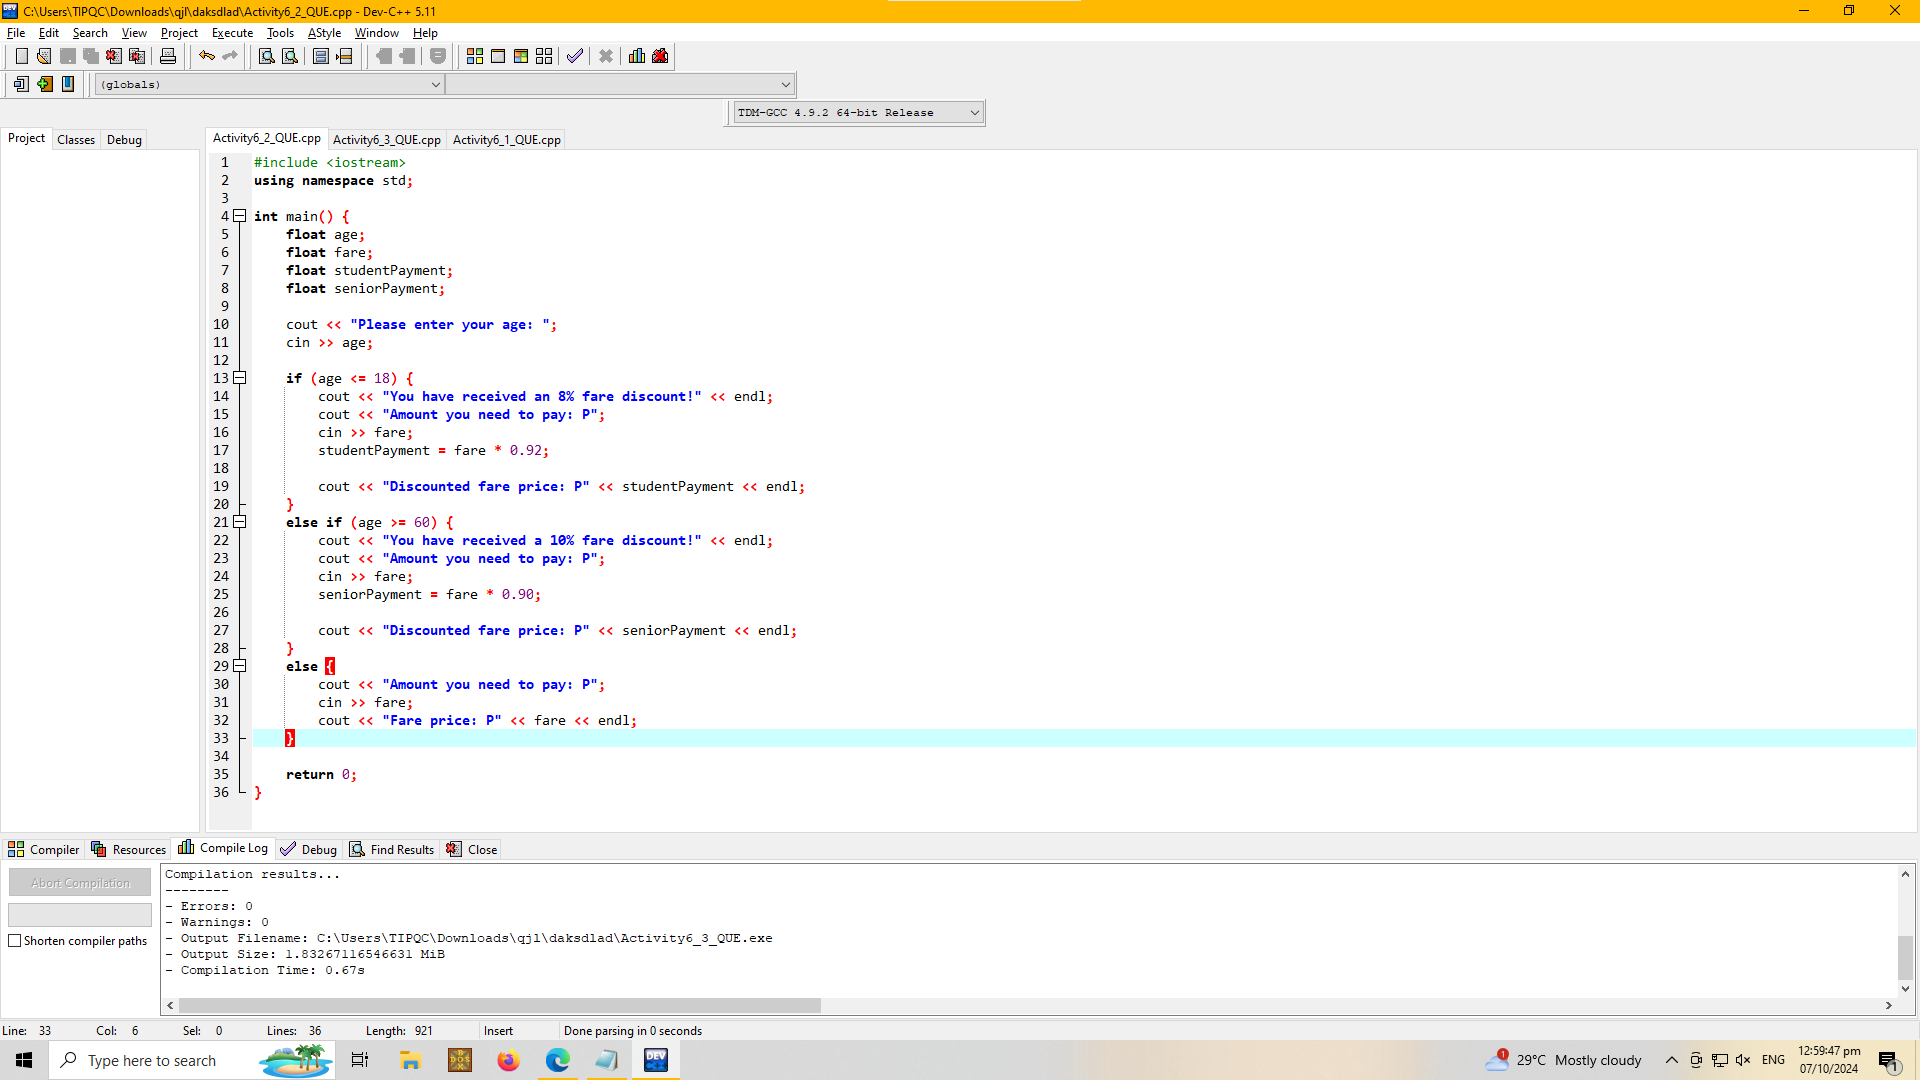 C:\Users\TIPQC\Downloads\qjl\daksdlad\Activity6_2_QUE.cpp - Dev-C++ 5.11
File Edit Search View Project Execute Tools AStyle Window Help
(globals)
TDM-GCC 4.9.2 64-bit Release
Project Classes Debug
Activity6_2_QUE.cpp Activity6_3_QUE.cpp Activity6_1_QUE.cpp
1 #include <iostream>
2 using namespace std;
3
4 int main() {
5 float age;
6 float fare;
7 float studentPayment;
8 float seniorPayment;
9
10 cout << "Please enter your age: ";
11 cin >> age;
12
13 if (age <= 18) {
14 cout << "You have received an 8% fare discount!" << endl;
15 cout << "Amount you need to pay: P";
16 cin >> fare;
17 studentPayment = fare * 0.92;
18
19 cout << "Discounted fare price: P" << studentPayment << endl;
20 }
21 else if (age >= 60) {
22 cout << "You have received a 10% fare discount!" << endl;
23 cout << "Amount you need to pay: P";
24 cin >> fare;
25 seniorPayment = fare * 0.90;
26
27 cout << "Discounted fare price: P" << seniorPayment << endl;
28 }
29 else {
30 cout << "Amount you need to pay: P";
31 cin >> fare;
32 cout << "Fare price: P" << fare << endl;
33 }
34
35 return 0;
36 }
Compiler Resources Compile Log Debug Find Results Close
Abort Compilation
Shorten compiler paths
Compilation results...
--------
- Errors: 0
- Warnings: 0
- Output Filename: C:\Users\TIPQC\Downloads\qjl\daksdlad\Activity6_3_QUE.exe
- Output Size: 1.83267116546631 MiB
- Compilation Time: 0.67s
Line: 33 Col: 6 Sel: 0 Lines: 36 Length: 921 Insert Done parsing in 0 seconds
Type here to search
DEV
1
29°C Mostly cloudy
ENG
12:59:47 pm
07/10/2024
1